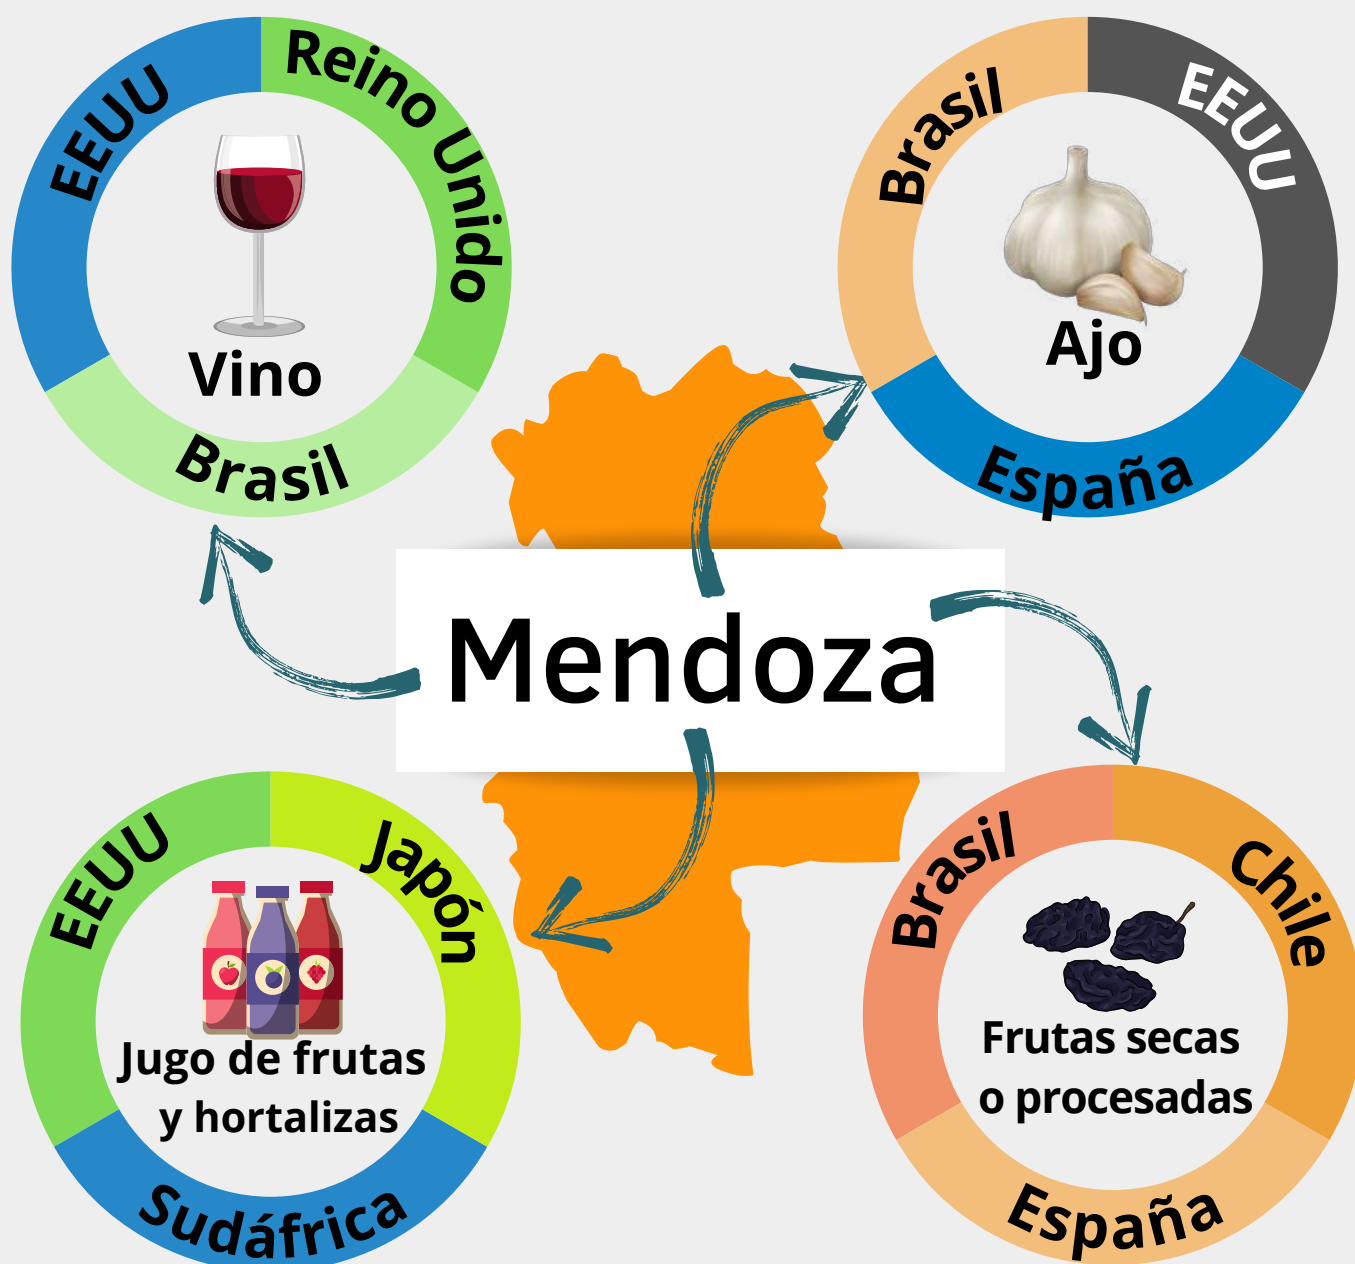 EEUU
Reino Unido
Vino
Brasil
Brasil
EEUU
Ajo
España
Mendoza
EEUU
Japón
Jugo de frutas
y hortalizas
Sudáfrica
Brasil
Chile
Frutas secas
o procesadas
España